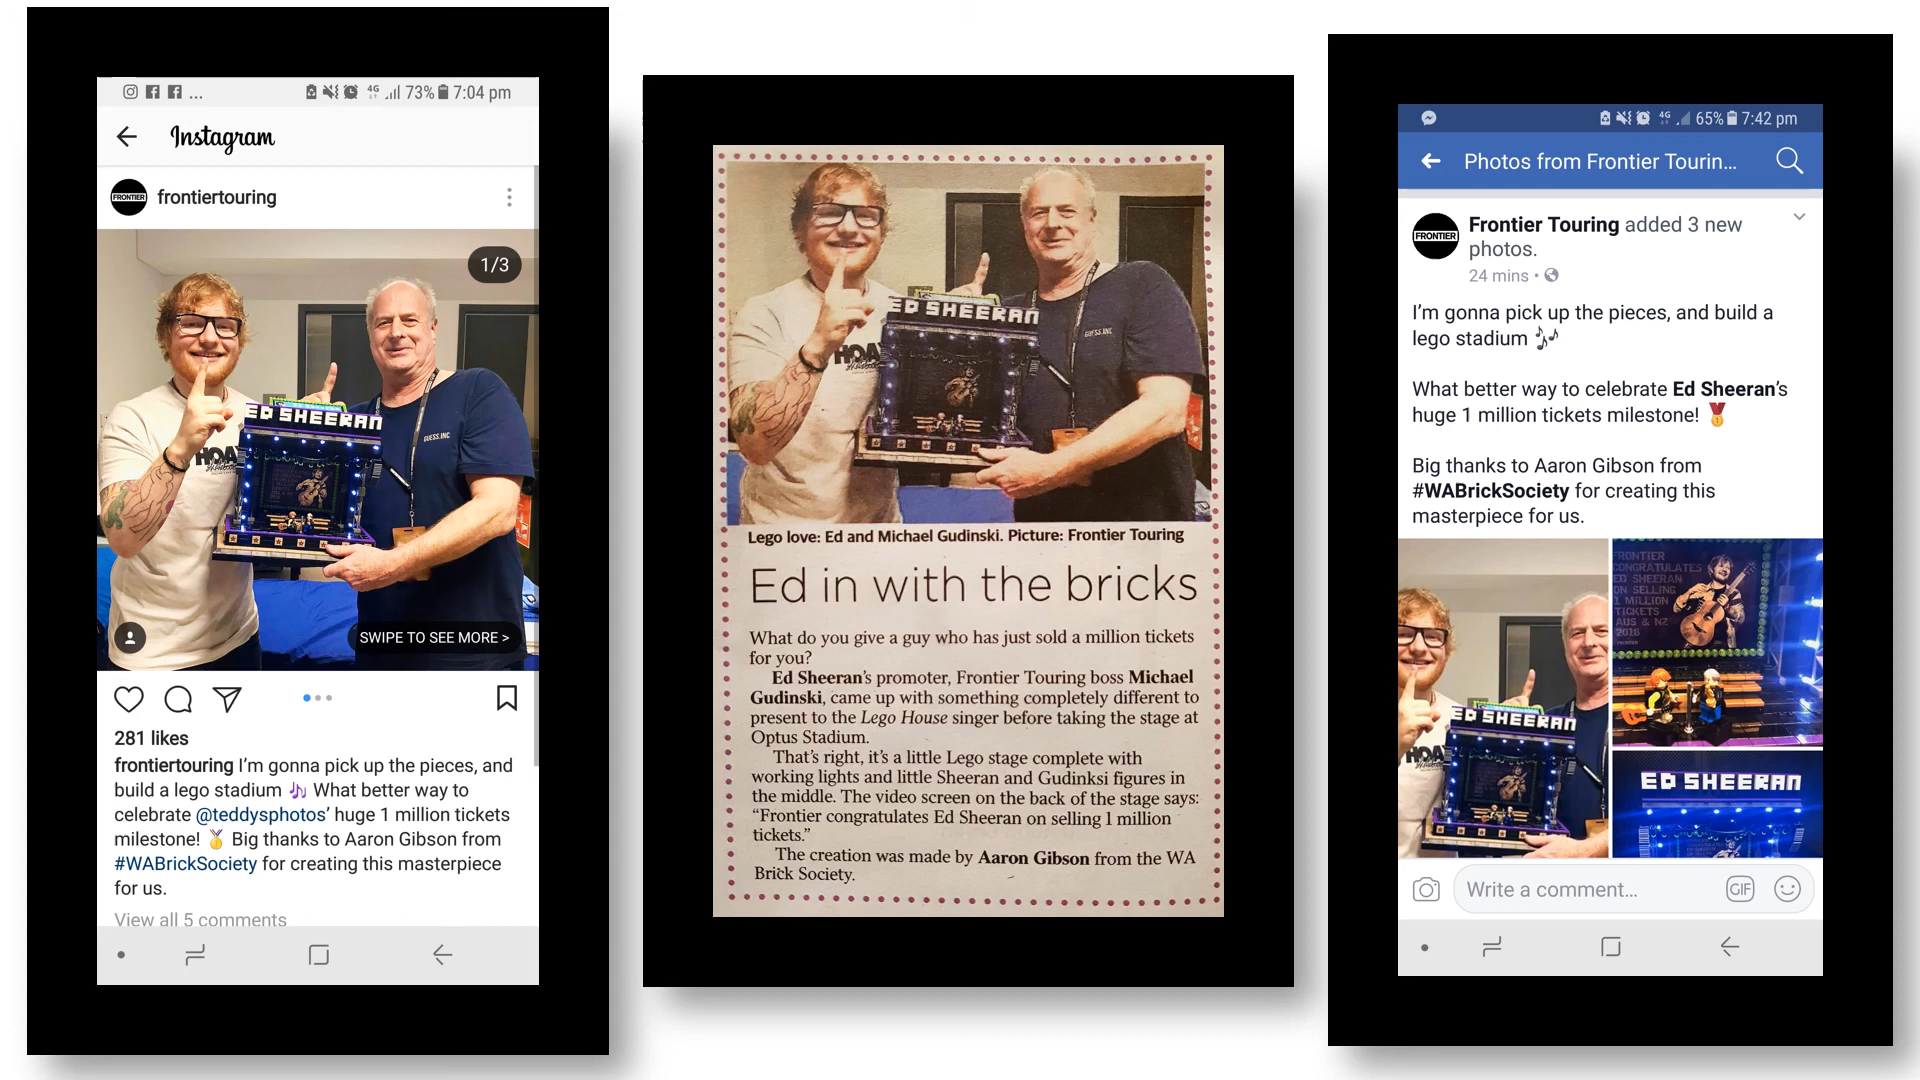 73% 7:04 pm
Instagram
FRONTIER
frontiertouring
1/3
ED SHEERAN
HOAX
GUESS.INC
SWIPE TO SEE MORE >
281 likes
frontiertouring I’m gonna pick up the pieces, and
build a lego stadium 🎶 What better way to
celebrate @teddysphotos’ huge 1 million tickets
milestone! 🏅 Big thanks to Aaron Gibson from
#WABrickSociety for creating this masterpiece
for us.
View all 5 comments
ED SHEERAN
GUESS.INC
Lego love: Ed and Michael Gudinski. Picture: Frontier Touring
Ed in with the bricks
What do you give a guy who has just sold a million tickets
for you?
Ed Sheeran’s promoter, Frontier Touring boss Michael
Gudinski, came up with something completely different to
present to the Lego House singer before taking the stage at
Optus Stadium.
That’s right, it’s a little Lego stage complete with
working lights and little Sheeran and Gudinksi figures in
the middle. The video screen on the back of the stage says:
“Frontier congratulates Ed Sheeran on selling 1 million
tickets.”
The creation was made by Aaron Gibson from the WA
Brick Society.
4G 65% 7:42 pm
Photos from Frontier Tourin...
FRONTIER
Frontier Touring added 3 new
photos.
24 mins
I’m gonna pick up the pieces, and build a
lego stadium 🎶
What better way to celebrate Ed Sheeran’s
huge 1 million tickets milestone! 🏅
Big thanks to Aaron Gibson from
#WABrickSociety for creating this
masterpiece for us.
ED SHEERAN
FRONTIER
CONGRATULATES
ED SHEERAN
ON SELLING
1 MILLION
TICKETS
AUS & NZ
2018
ED SHEERAN
Write a comment...
GIF